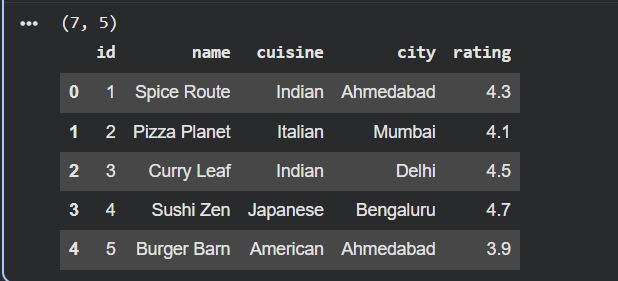 (7, 5)
id name cuisine city rating
0 1 Spice Route Indian Ahmedabad 4.3
1 2 Pizza Planet Italian Mumbai 4.1
2 3 Curry Leaf Indian Delhi 4.5
3 4 Sushi Zen Japanese Bengaluru 4.7
4 5 Burger Barn American Ahmedabad 3.9